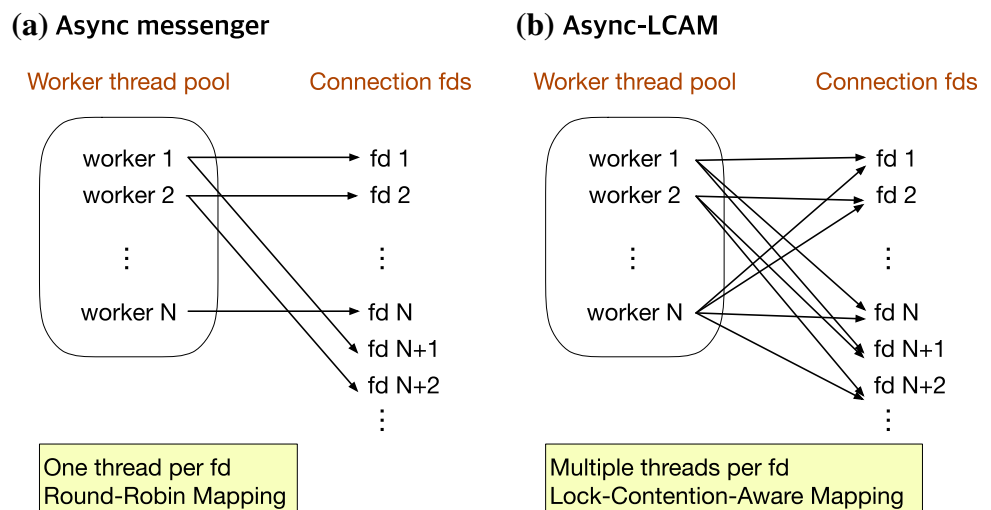 (a) Async messenger
Worker thread pool
Connection fds
worker 1
worker 2
⋮
worker N
fd 1
fd 2
⋮
fd N
fd N+1
fd N+2
⋮
One thread per fd
Round-Robin Mapping
(b) Async-LCAM
Worker thread pool
Connection fds
worker 1
worker 2
⋮
worker N
fd 1
fd 2
⋮
fd N
fd N+1
fd N+2
⋮
Multiple threads per fd
Lock-Contention-Aware Mapping